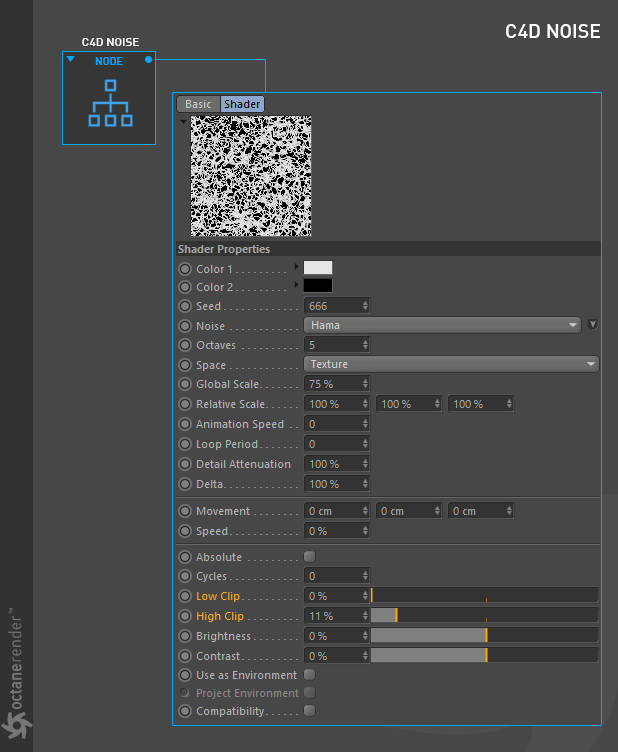 C4D NOISE
C4D NOISE
NODE
Basic Shader
Shader Properties
Color 1
Color 2
Seed 666
Noise Hama
Octaves 5
Space Texture
Global Scale 75 %
Relative Scale 100 % 100 % 100 %
Animation Speed 0
Loop Period 0
Detail Attenuation 100 %
Delta 100 %
Movement 0 cm 0 cm 0 cm
Speed 0 %
Absolute
Cycles 0
Low Clip 0 %
High Clip 11 %
Brightness 0 %
Contrast 0 %
Use as Environment
Project Environment
Compatibility
octanerender™